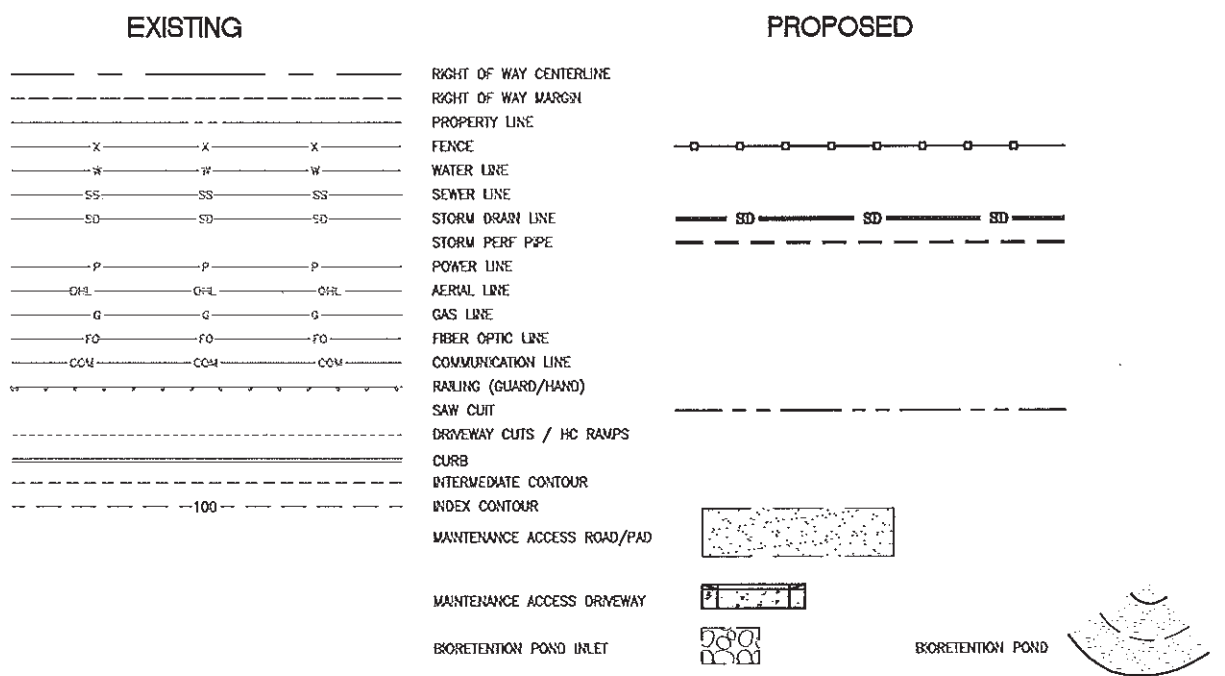 EXISTING PROPOSED
RIGHT OF WAY CENTERLINE
RIGHT OF WAY MARGIN
PROPERTY LINE
X X X FENCE
W W W WATER LINE
SS SS SS SEWER LINE
SD SD SD STORM DRAIN LINE SD SD SD
STORM PERF PIPE
P P P POWER LINE
OHL OHL OHL AERIAL LINE
G G G GAS LINE
FO FO FO FIBER OPTIC LINE
COM COM COM COMMUNICATION LINE
RAILING (GUARD/HAND)
SAW CUT
DRIVEWAY CUTS / HC RAMPS
CURB
INTERMEDIATE CONTOUR
100 INDEX CONTOUR
MAINTENANCE ACCESS ROAD/PAD
MAINTENANCE ACCESS DRIVEWAY
BIORETENTION POND INLET BIORETENTION POND